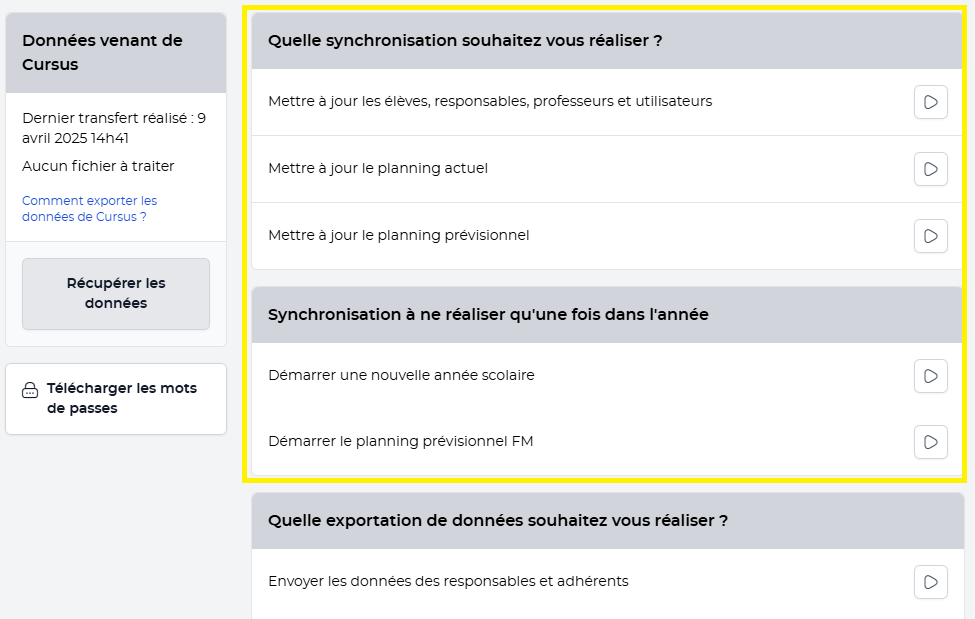 Données venant de
Cursus
Dernier transfert réalisé : 9
avril 2025 14h41
Aucun fichier à traiter
Comment exporter les
données de Cursus ?
Récupérer les
données
Télécharger les mots
de passes
Quelle synchronisation souhaitez vous réaliser ?
Mettre à jour les élèves, responsables, professeurs et utilisateurs
Mettre à jour le planning actuel
Mettre à jour le planning prévisionnel
Synchronisation à ne réaliser qu'une fois dans l'année
Démarrer une nouvelle année scolaire
Démarrer le planning prévisionnel FM
Quelle exportation de données souhaitez vous réaliser ?
Envoyer les données des responsables et adhérents